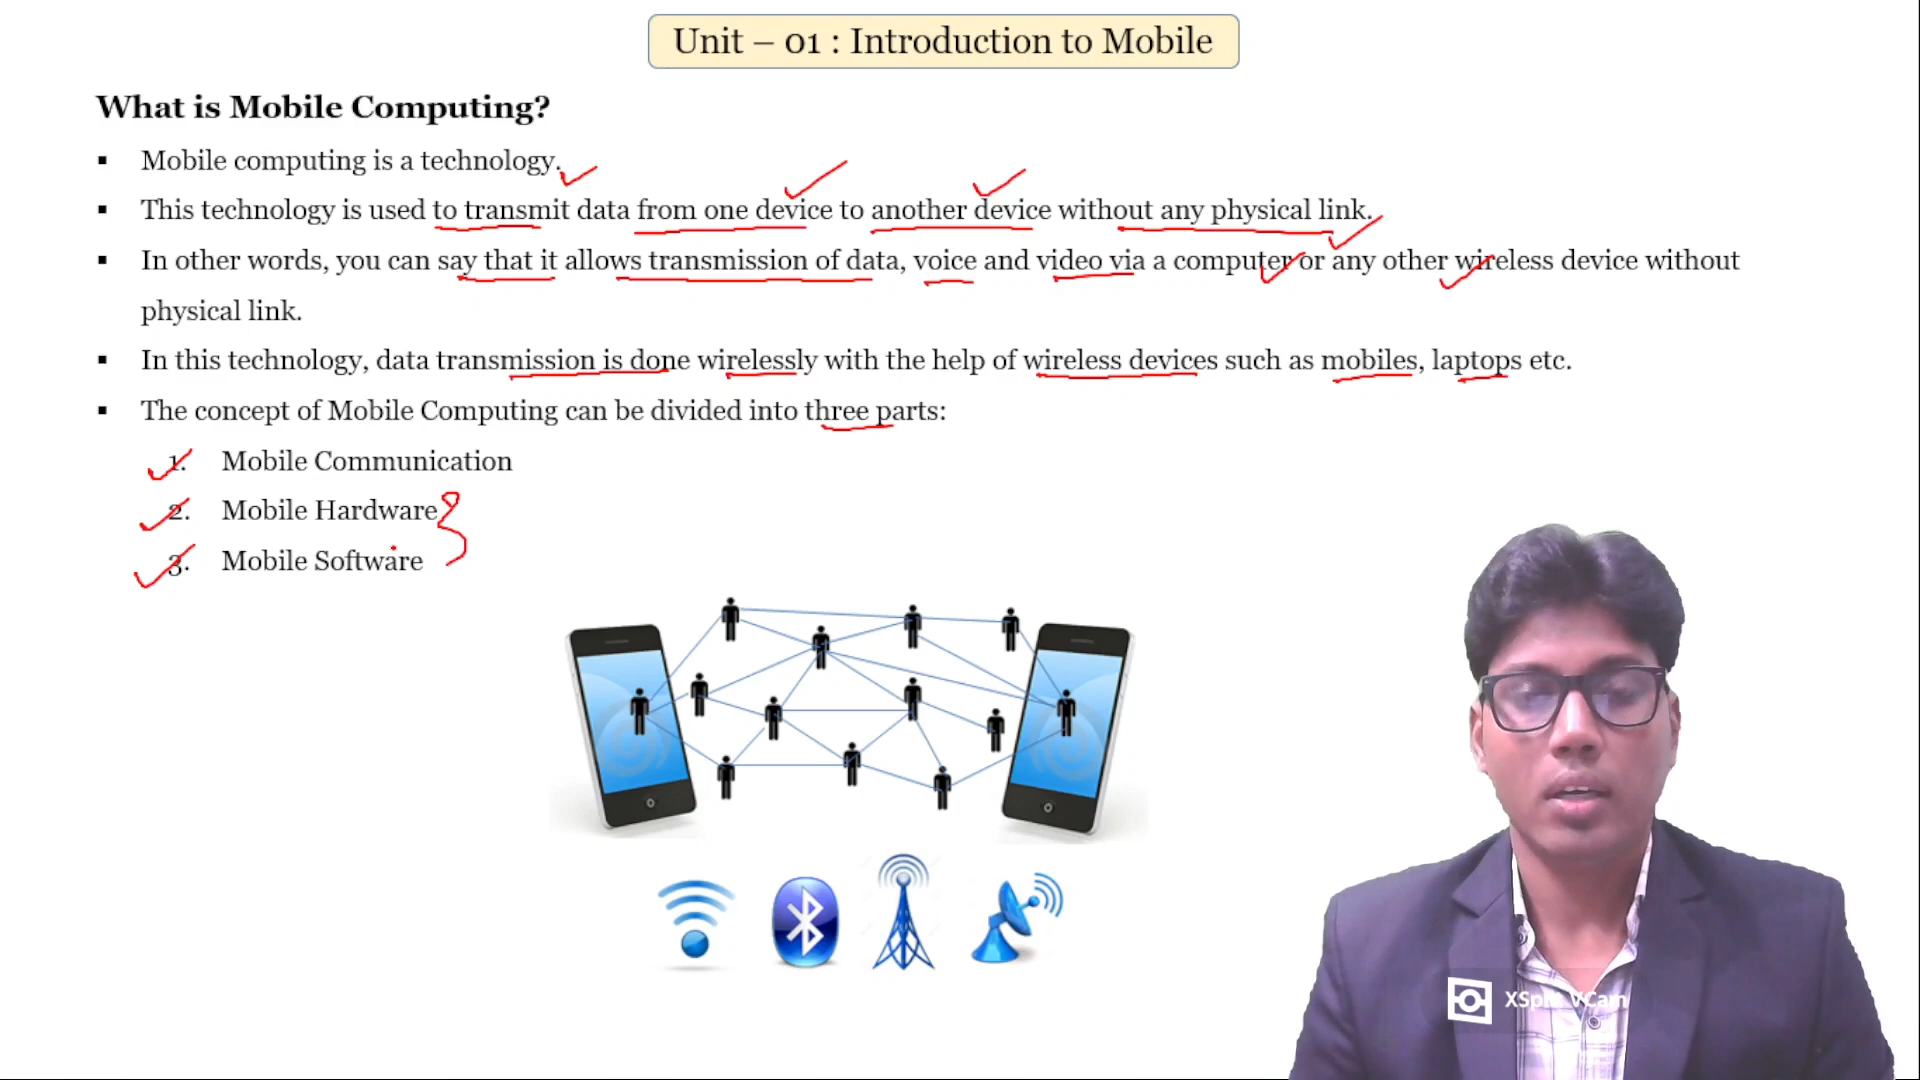 Unit – 01 : Introduction to Mobile
What is Mobile Computing?
▪ Mobile computing is a technology.
▪ This technology is used to transmit data from one device to another device without any physical link.
▪ In other words, you can say that it allows transmission of data, voice and video via a computer or any other wireless device without
physical link.
▪ In this technology, data transmission is done wirelessly with the help of wireless devices such as mobiles, laptops etc.
▪ The concept of Mobile Computing can be divided into three parts:
1. Mobile Communication
2. Mobile Hardware
3. Mobile Software
XSplit VCam